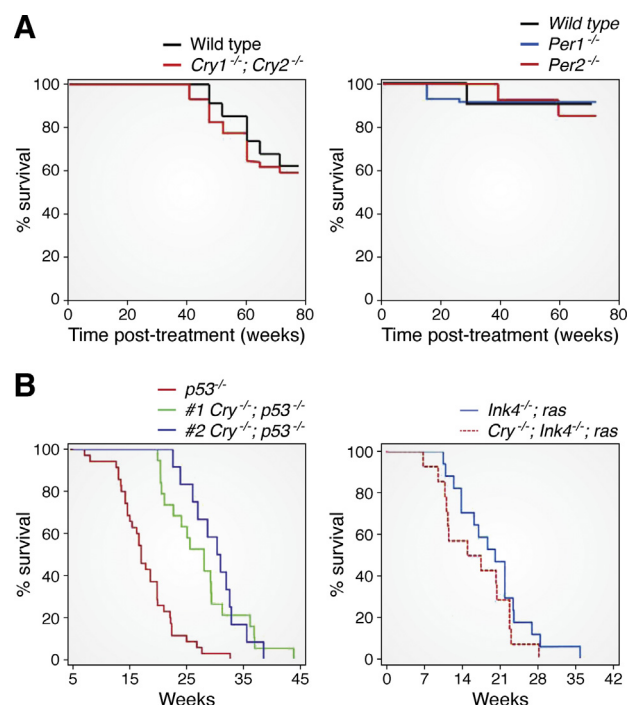 A
Wild type
Cry1 -/-; Cry2 -/-
% survival
100
80
60
40
20
0
0 20 40 60 80
Time post-treatment (weeks)
Wild type
Per1 -/-
Per2 -/-
% survival
100
80
60
40
20
0
0 20 40 60 80
Time post-treatment (weeks)
B
p53-/-
#1 Cry-/-; p53-/-
#2 Cry-/-; p53-/-
% survival
100
80
60
40
20
0
5 15 25 35 45
Weeks
Ink4-/-; ras
Cry-/-; Ink4-/-; ras
% survival
100
80
60
40
20
0
0 7 14 21 28 35 42
Weeks